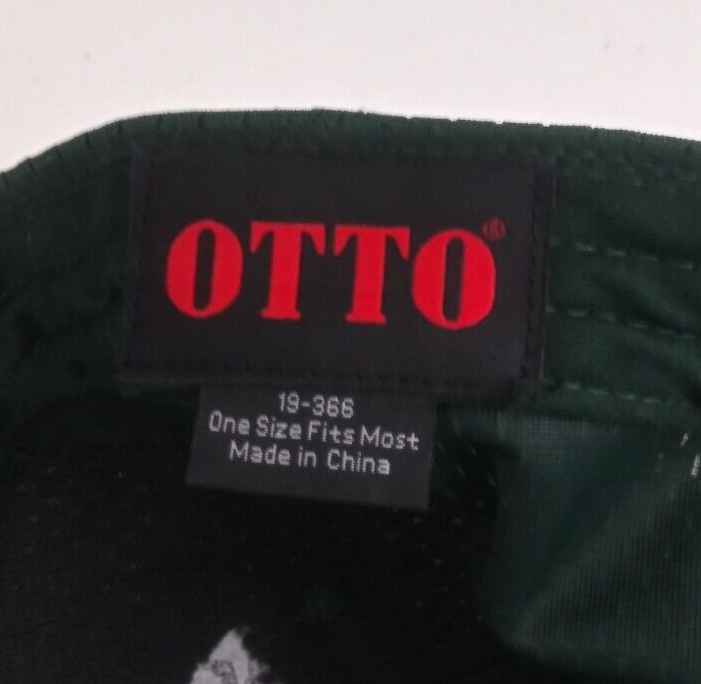 OTTO®
19-366
One Size Fits Most
Made in China